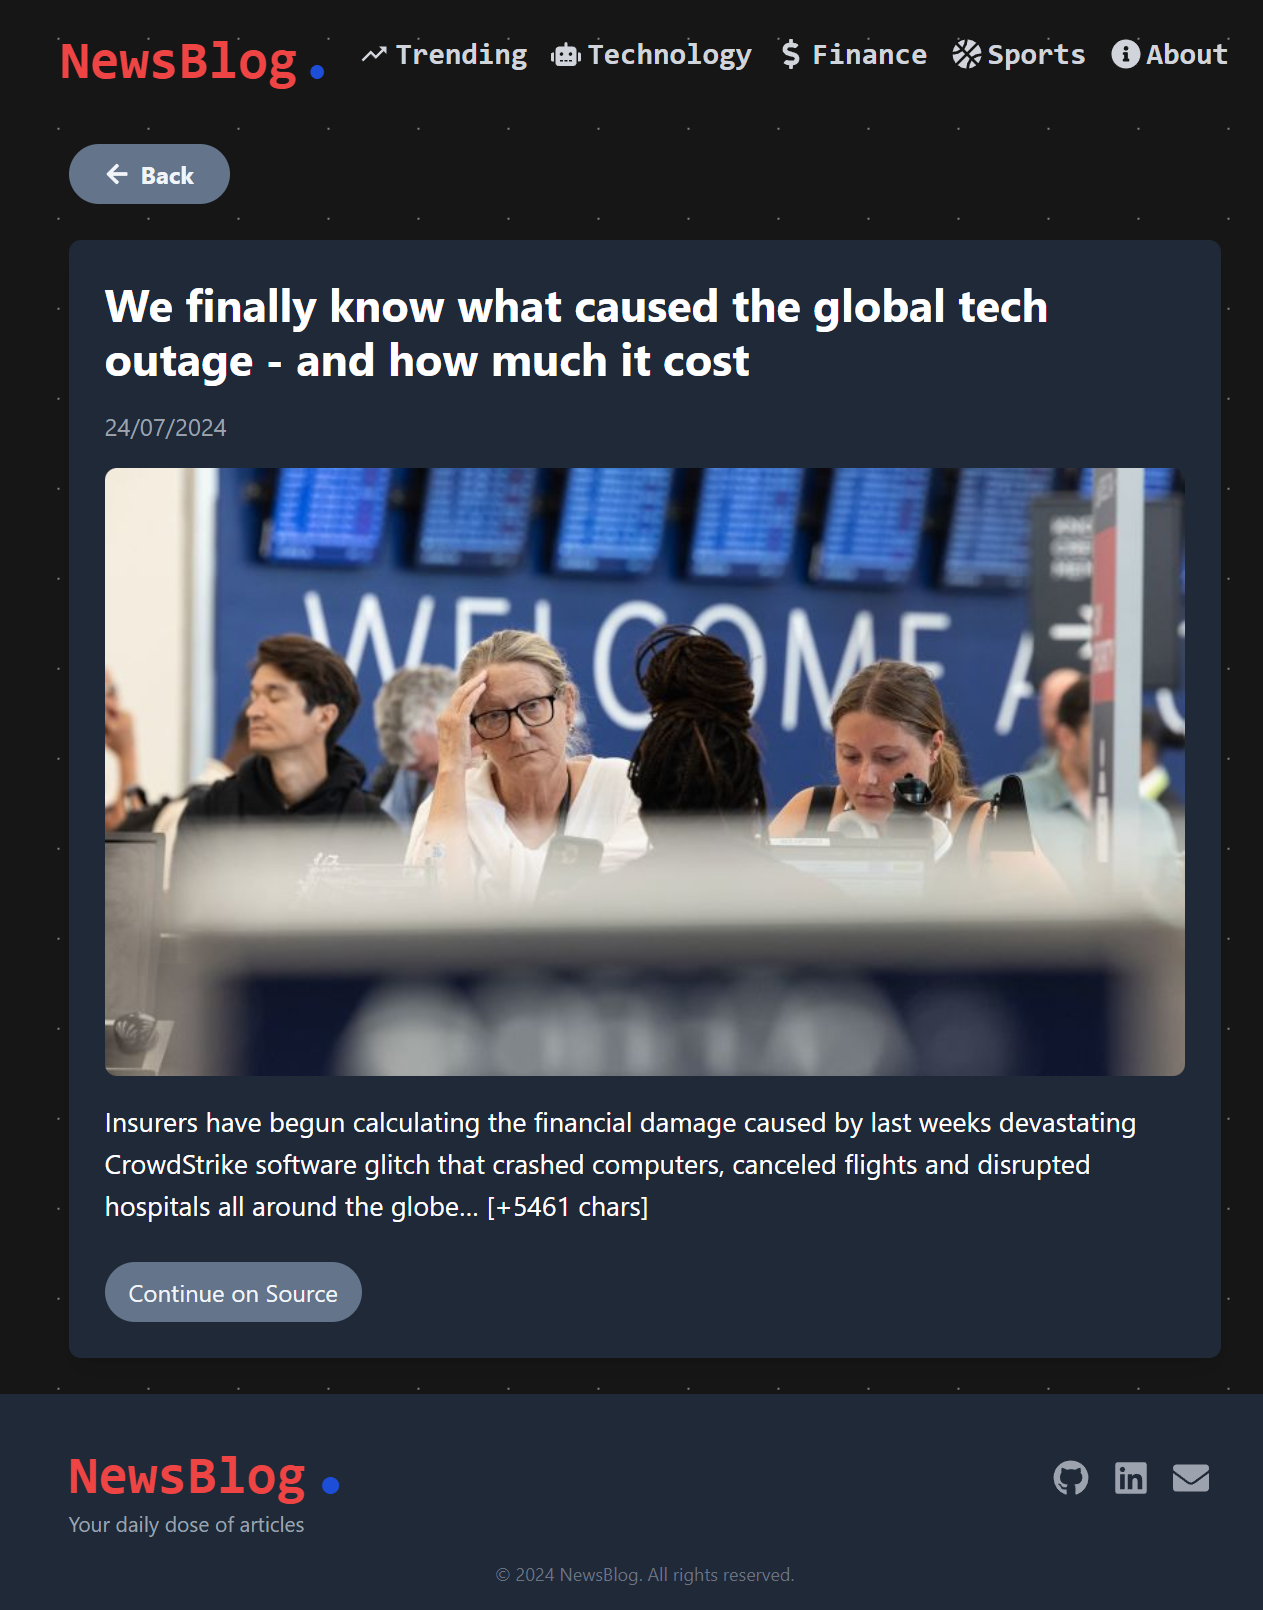 NewsBlog.
Trending Technology Finance Sports About
Back
We finally know what caused the global tech
outage - and how much it cost
24/07/2024
WELCOME A
Insurers have begun calculating the financial damage caused by last weeks devastating
CrowdStrike software glitch that crashed computers, canceled flights and disrupted
hospitals all around the globe… [+5461 chars]
Continue on Source
NewsBlog.
Your daily dose of articles
© 2024 NewsBlog. All rights reserved.